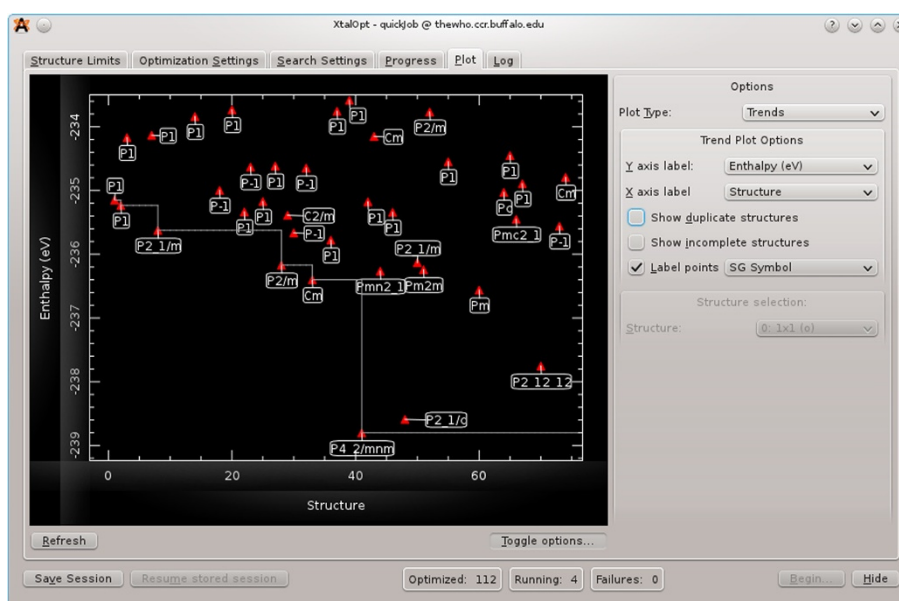 XtalOpt - quickJob @ thewho.ccr.buffalo.edu
Structure Limits Optimization Settings Search Settings Progress Plot Log
Options
Plot Type: Trends
Trend Plot Options
Y axis label: Enthalpy (eV)
X axis label Structure
Show duplicate structures
Show incomplete structures
Label points SG Symbol
Structure selection:
Structure: 0: 1x1 (o)
Enthalpy (eV)
-234
-235
-236
-237
-238
-239
P1 P1 P1 P1 P1 P1 P2/m Cm
P1 P-1 P1 P-1 P1 P1 Cm
P-1 P1 P1 P1 C2/m P1 P1 Pc P1
P1 P2_1/m P-1 P1 P2_1/m Pmc2_1 P-1
P2/m Cm Pmn2_1 Pm2m Pm
P2_12_12
P2_1/c
P4_2/mnm
0 20 40 60
Structure
Refresh Toggle options...
Save Session Resume stored session Optimized: 112 Running: 4 Failures: 0 Begin... Hide